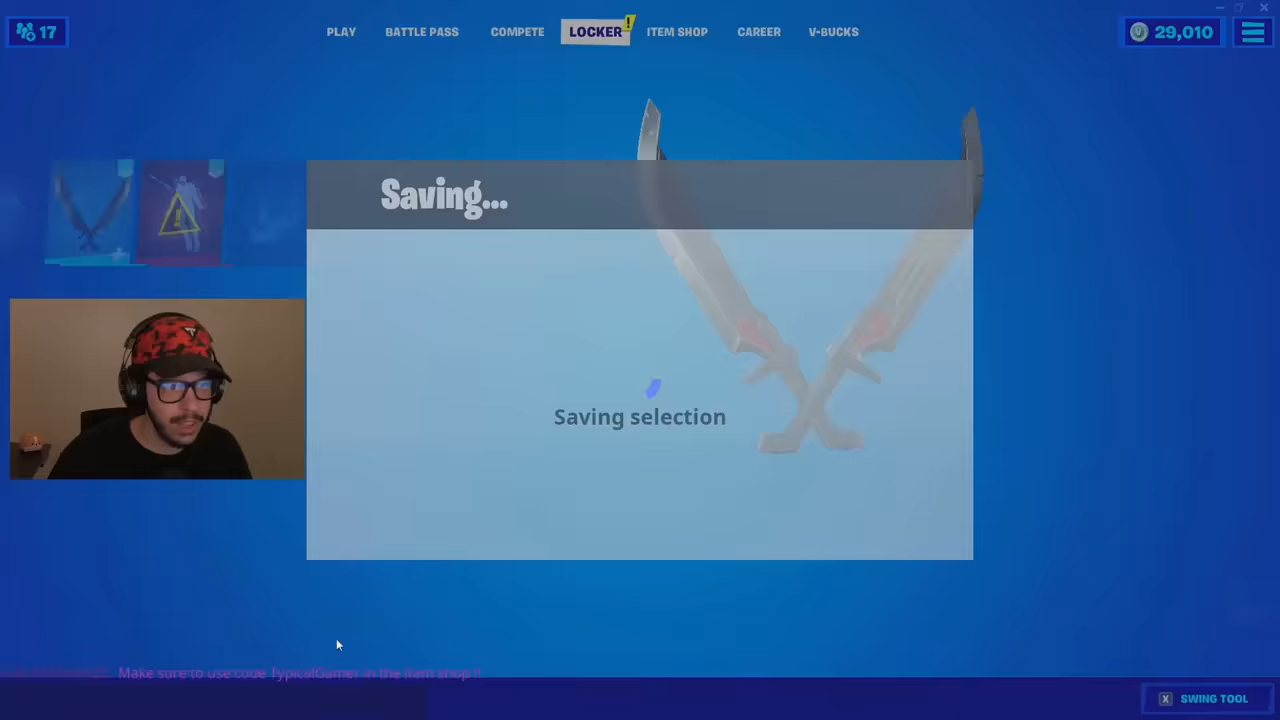 17
PLAY
BATTLE PASS
COMPETE
LOCKER
!
ITEM SHOP
CAREER
V-BUCKS
29,010
Saving...
Saving selection
Make sure to use code TypicalGamer in the item shop !!
X
SWING TOOL